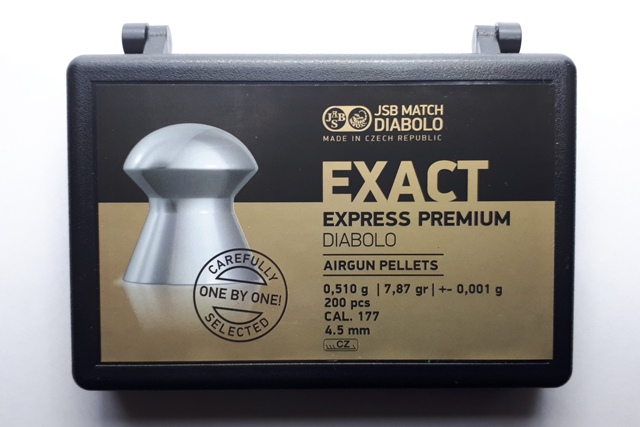 JSB
JSB MATCH
DIABOLO
MADE IN CZECH REPUBLIC
EXACT
EXPRESS PREMIUM
DIABOLO
AIRGUN PELLETS
0,510 g | 7,87 gr | +- 0,001 g
200 pcs
CAL. 177
4.5 mm
CZ
CAREFULLY
ONE BY ONE!
SELECTED